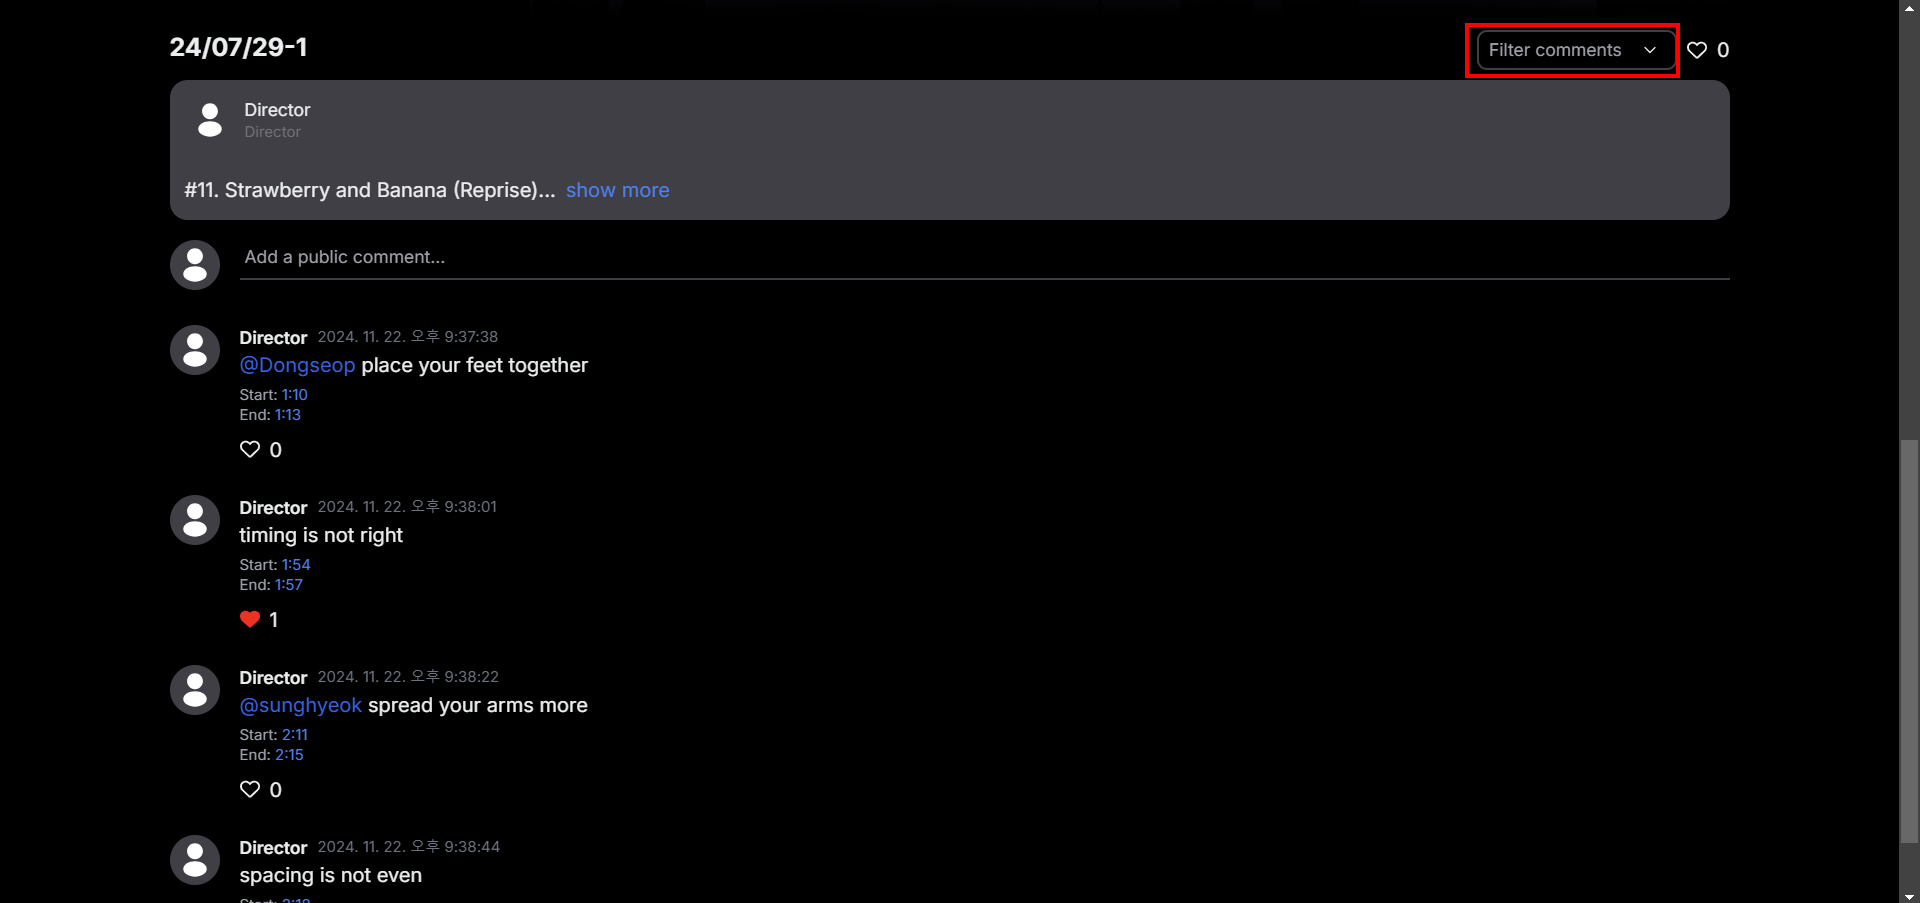 24/07/29-1
Filter comments
0
Director
Director
#11. Strawberry and Banana (Reprise)... show more
Add a public comment...
Director 2024. 11. 22. 오후 9:37:38
@Dongseop place your feet together
Start: 1:10
End: 1:13
0
Director 2024. 11. 22. 오후 9:38:01
timing is not right
Start: 1:54
End: 1:57
1
Director 2024. 11. 22. 오후 9:38:22
@sunghyeok spread your arms more
Start: 2:11
End: 2:15
0
Director 2024. 11. 22. 오후 9:38:44
spacing is not even